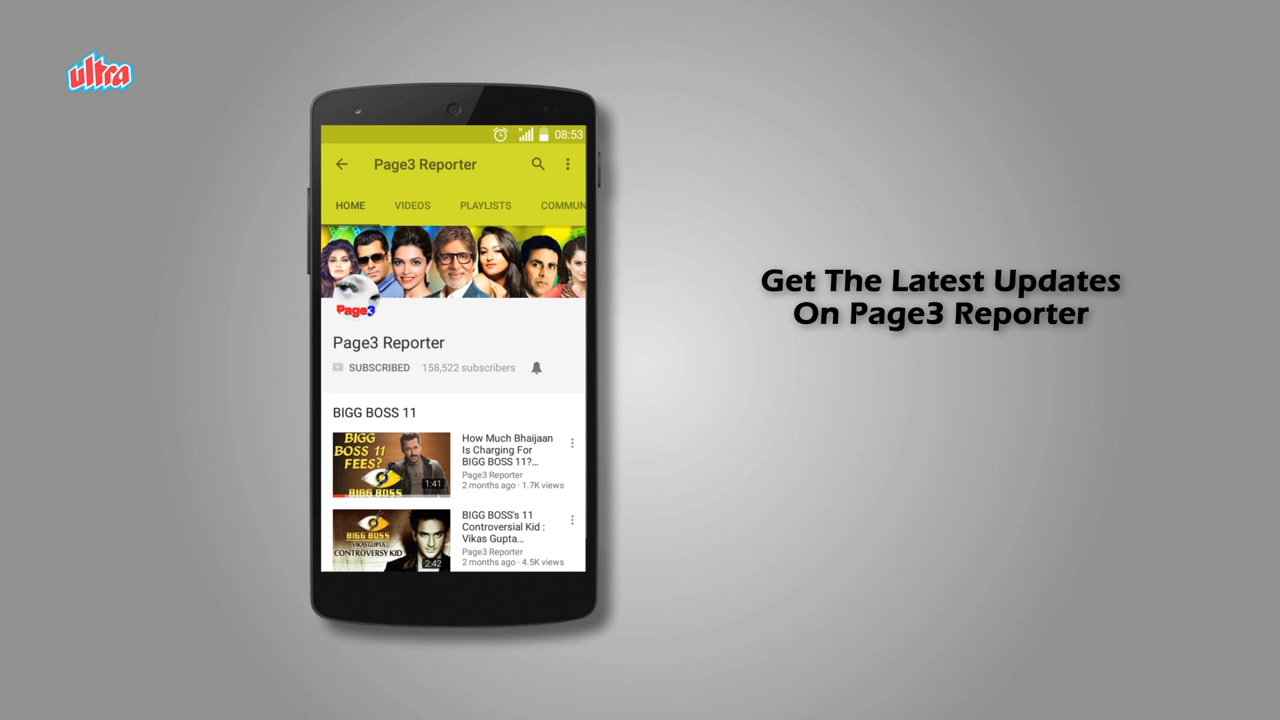 ultra
08:53
Page3 Reporter
HOME VIDEOS PLAYLISTS COMMUN
Page3
Page3 Reporter
SUBSCRIBED 158,522 subscribers
BIGG BOSS 11
BIGG
BOSS 11
FEES?
BIGG BOSS
1:41
How Much Bhaijaan
Is Charging For
BIGG BOSS 11?...
Page3 Reporter
2 months ago · 1.7K views
BIGG BOSS
VIKAS GUPTA
CONTROVERSY KID
2:42
BIGG BOSS's 11
Controversial Kid :
Vikas Gupta...
Page3 Reporter
2 months ago · 4.5K views
Get The Latest Updates
On Page3 Reporter